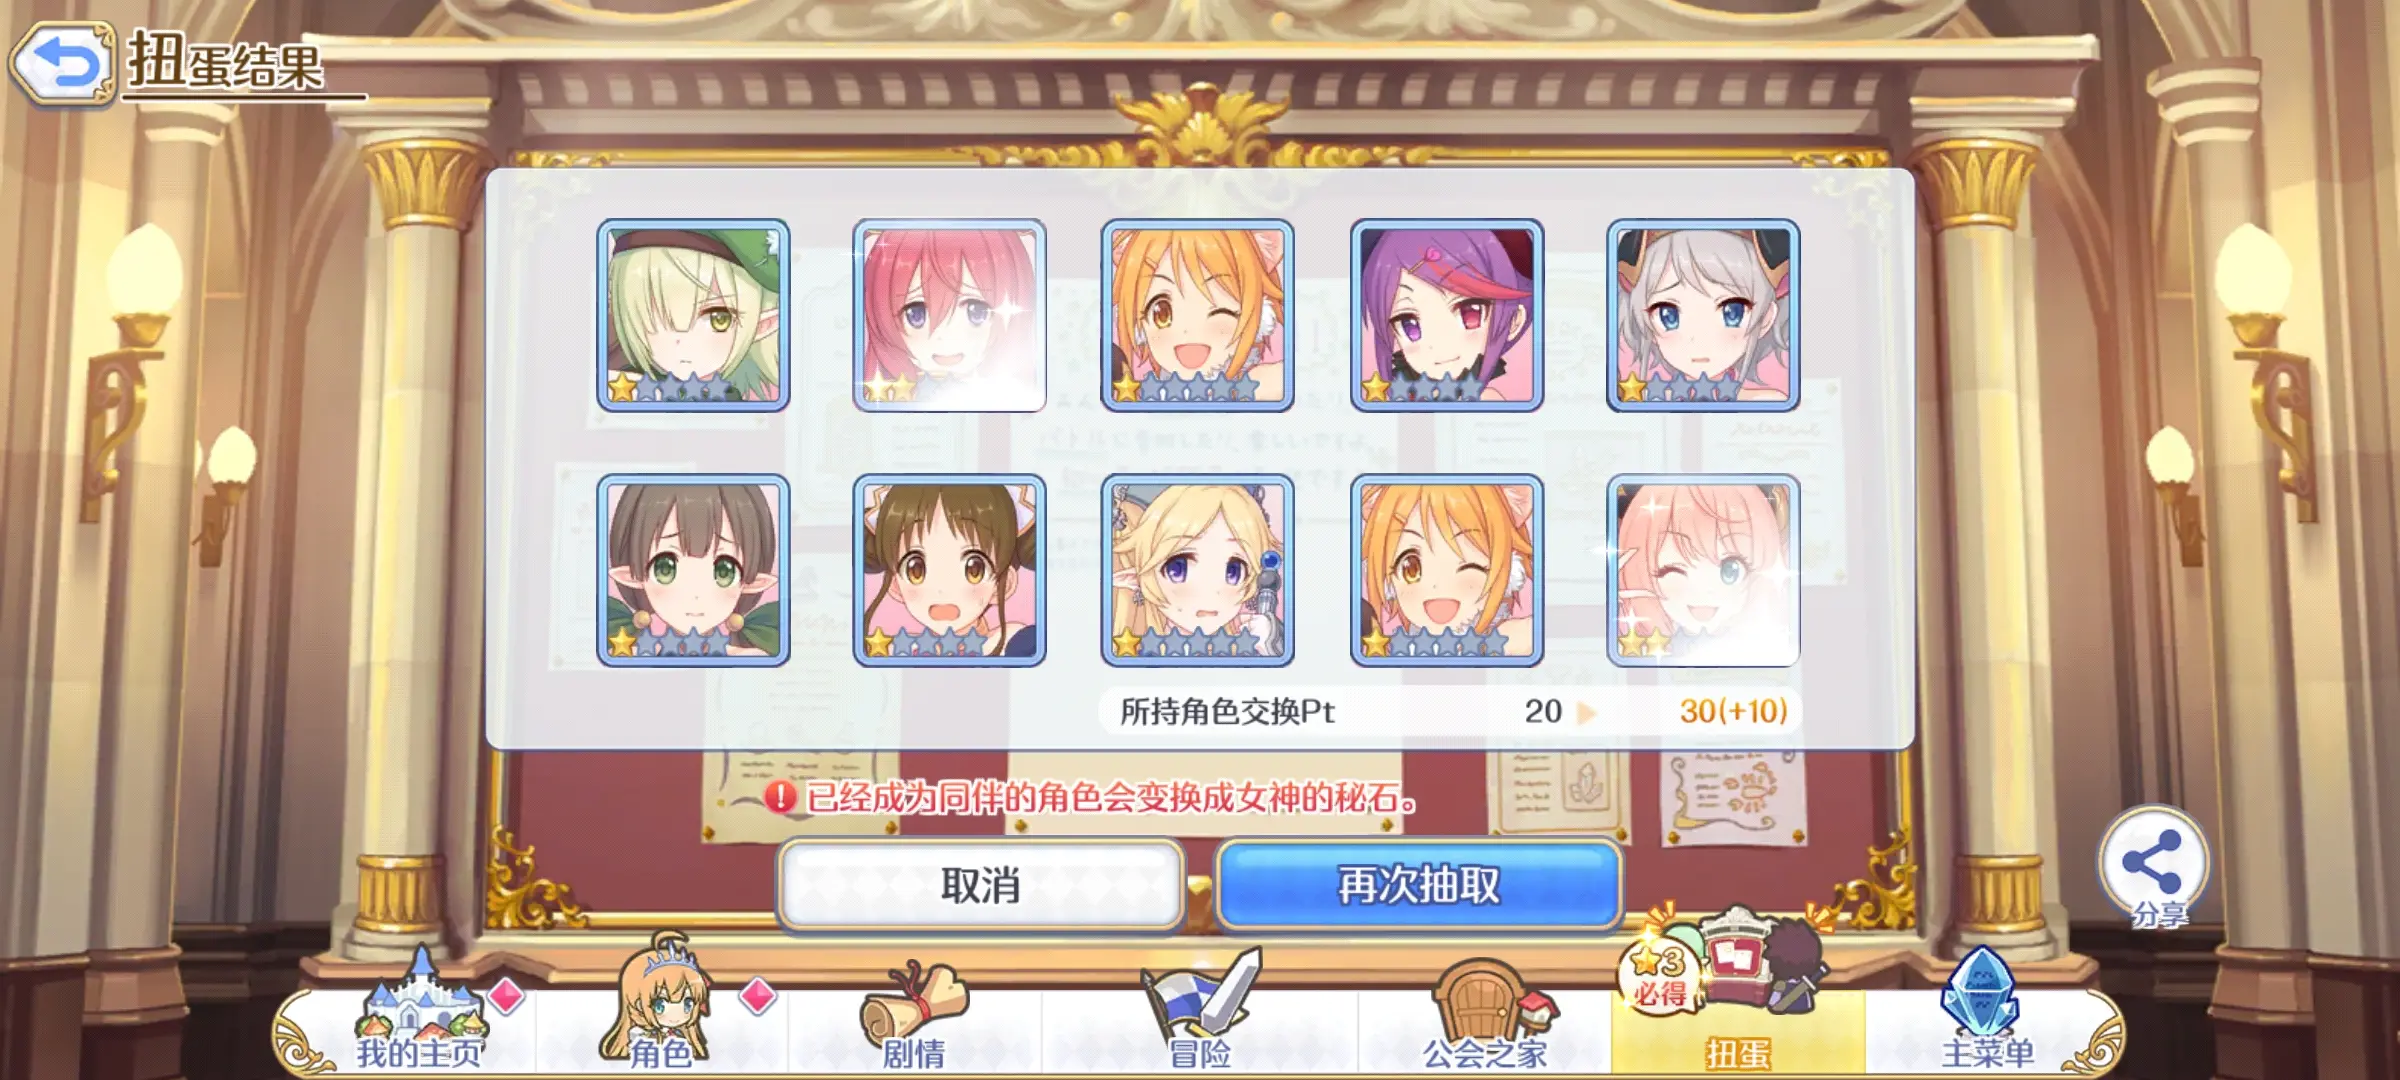 扭蛋结果
所持角色交换Pt 20 30(+10)
已经成为同伴的角色会变换成女神的秘石。
取消
再次抽取
分享
3
必得
我的主页
角色
剧情
冒险
公会之家
扭蛋
主菜单